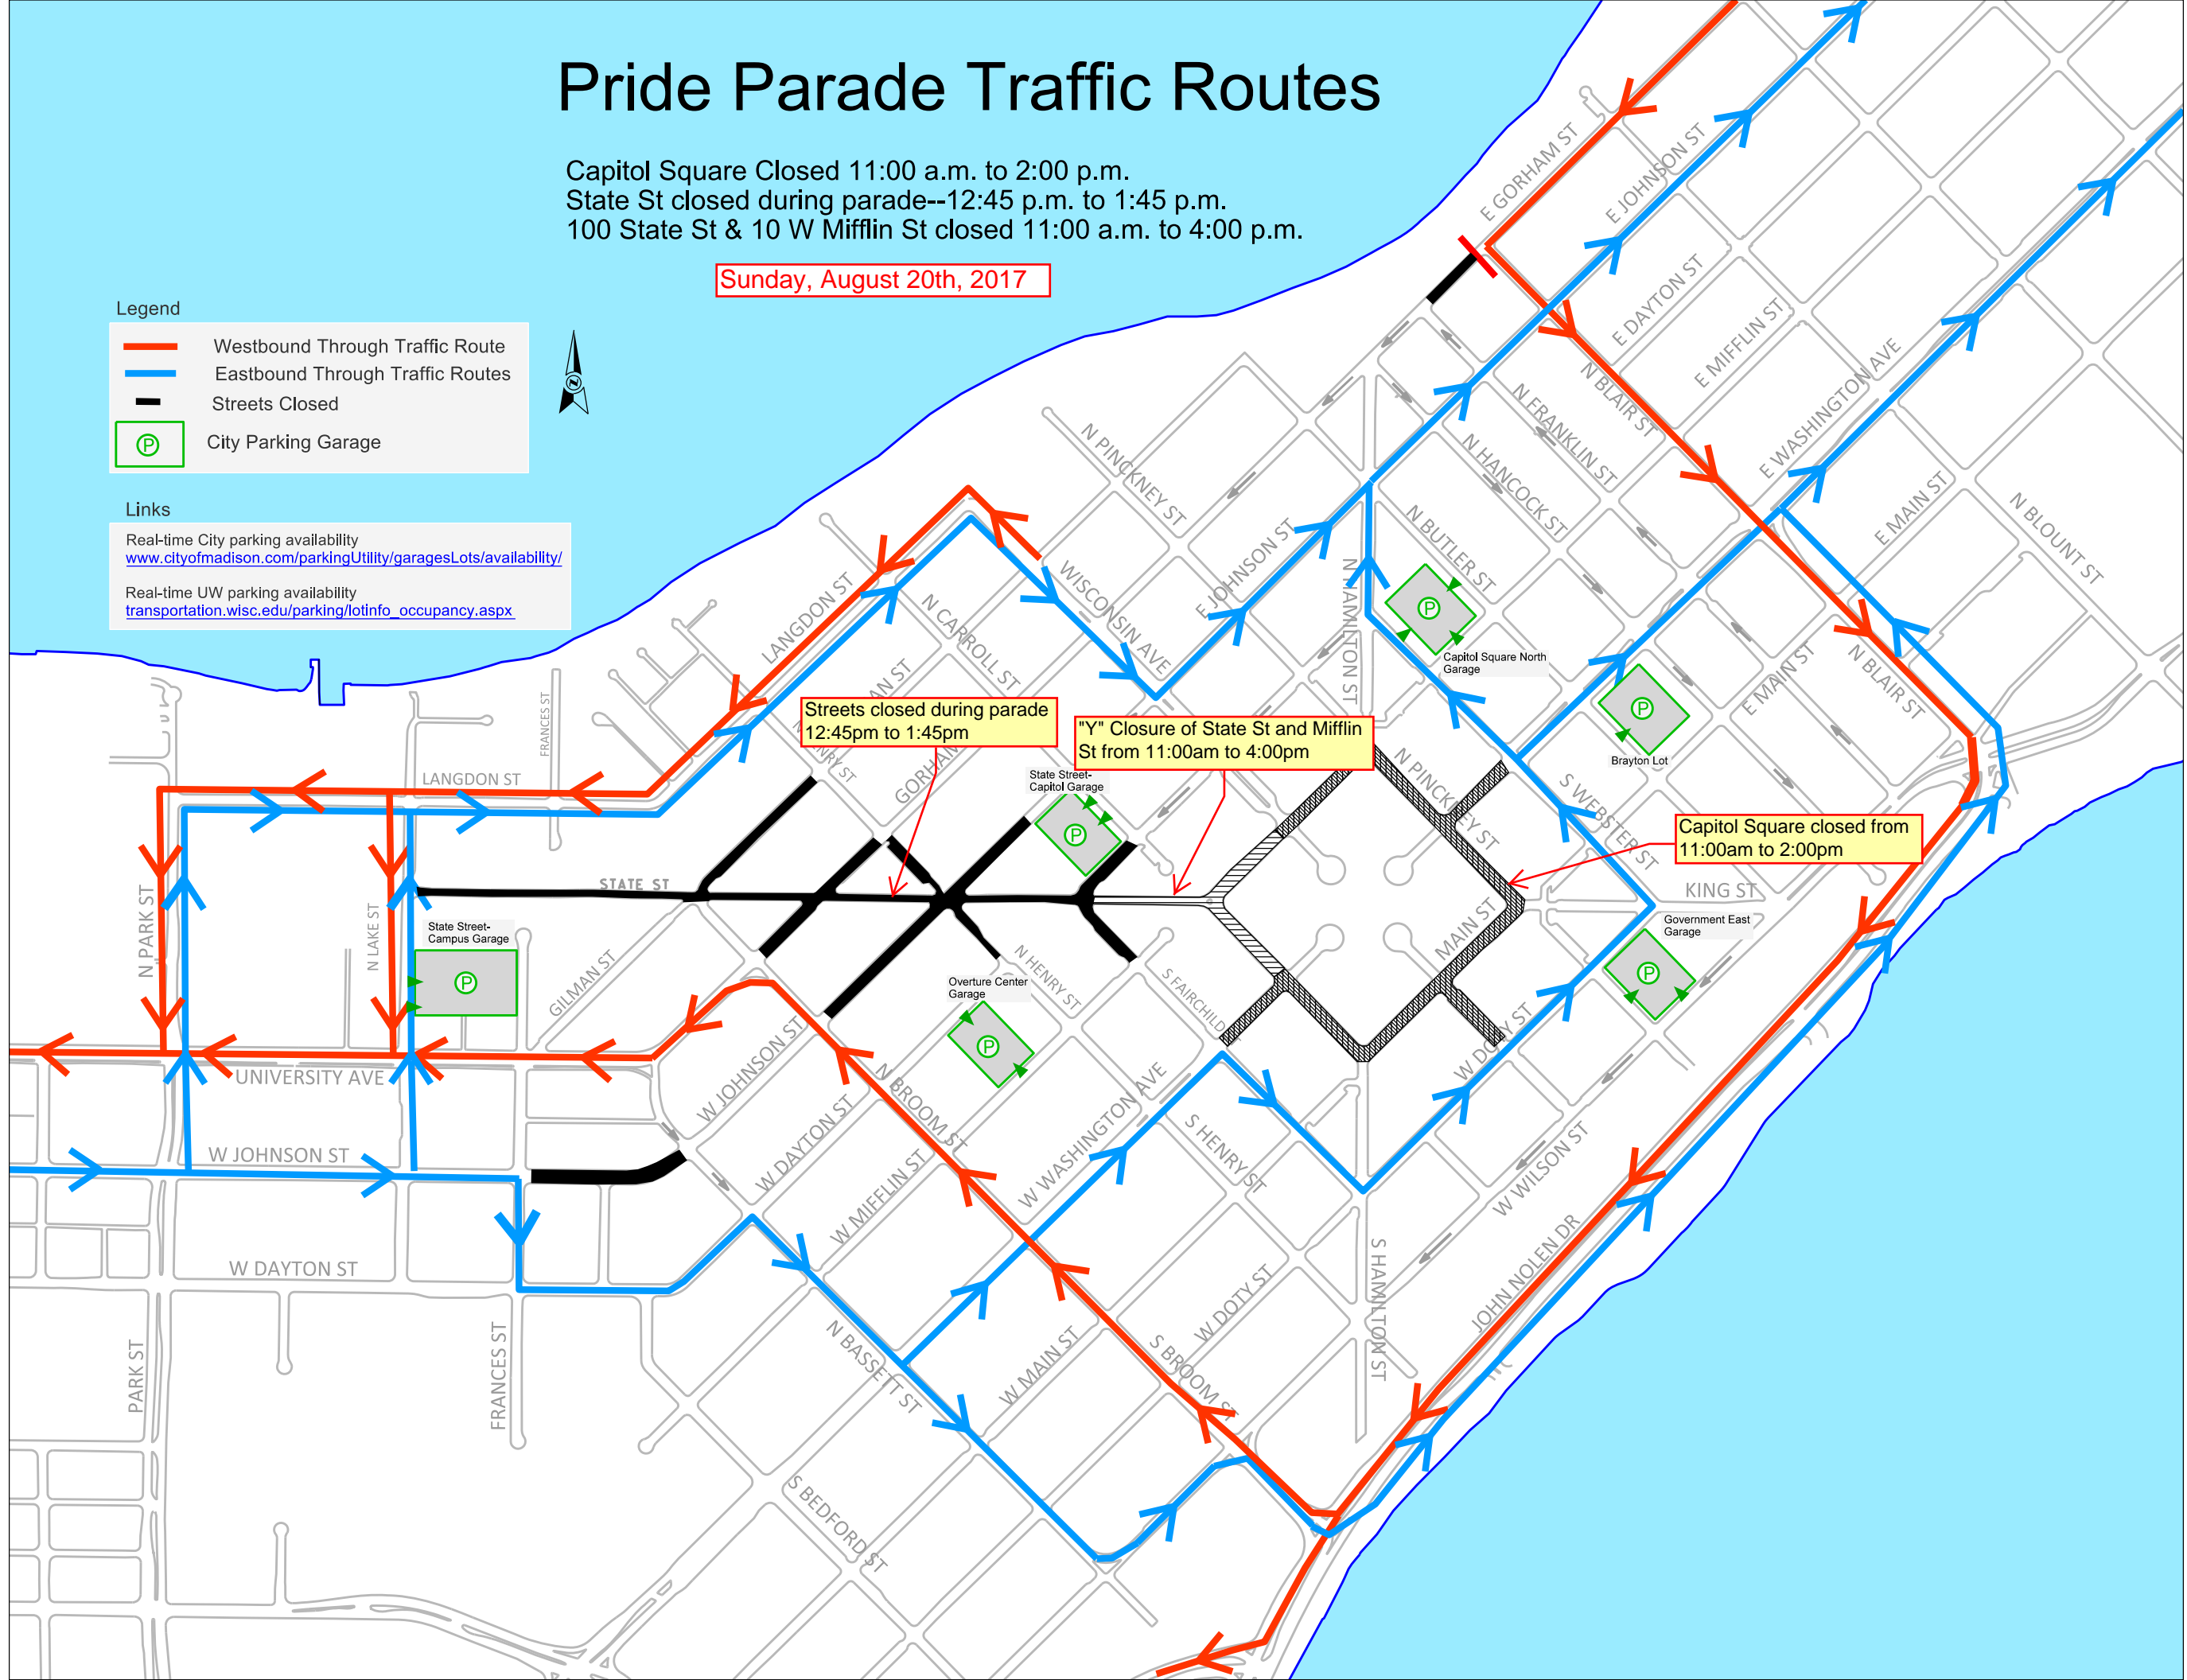 Pride Parade Traffic Routes
Capitol Square Closed 11:00 a.m. to 2:00 p.m.
State St closed during parade--12:45 p.m. to 1:45 p.m.
100 State St & 10 W Mifflin St closed 11:00 a.m. to 4:00 p.m.
Sunday, August 20th, 2017
Legend
Westbound Through Traffic Route
Eastbound Through Traffic Routes
Streets Closed
P
City Parking Garage
N
Links
Real-time City parking availability
www.cityofmadison.com/parkingUtility/garagesLots/availability/
Real-time UW parking availability
transportation.wisc.edu/parking/lotinfo_occupancy.aspx
E GORHAM ST
E JOHNSON ST
E DAYTON ST
E MIFFLIN ST
E WASHINGTON AVE
N BLAIR ST
N FRANKLIN ST
N HANCOCK ST
N BUTLER ST
E MAIN ST
N BLOUNT ST
N PINCKNEY ST
WISCONSIN AVE
E JOHNSON ST
N HAMILTON ST
P
Capitol Square North
Garage
LANGDON ST
N CARROLL ST
P
Brayton Lot
E MAIN ST
N BLAIR ST
FRANCES ST
LANGDON ST
Streets closed during parade
12:45pm to 1:45pm
"Y" Closure of State St and Mifflin
St from 11:00am to 4:00pm
GORHAM
State Street-
Capitol Garage
P
N PINCKNEY ST
S WEBSTER ST
Capitol Square closed from
11:00am to 2:00pm
STATE ST
KING ST
MAIN ST
Government East
Garage
P
N PARK ST
N LAKE ST
State Street-
Campus Garage
P
GILMAN ST
Overture Center
Garage
P
N HENRY ST
S FAIRCHILD
W DOTY ST
UNIVERSITY AVE
W JOHNSON ST
N BROOM ST
W WASHINGTON AVE
S HENRY ST
W WILSON ST
W JOHNSON ST
W DAYTON ST
W MIFFLIN ST
W DAYTON ST
S HAMILTON ST
JOHN NOLEN DR
PARK ST
FRANCES ST
N BASSETT ST
W MAIN ST
W DOTY ST
S BROOM ST
S BEDFORD ST